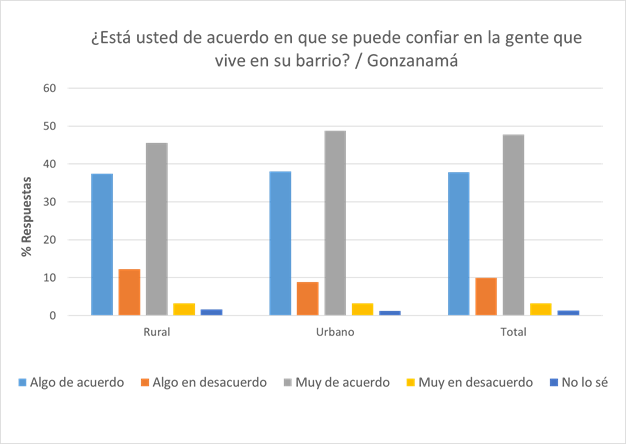 ¿Está usted de acuerdo en que se puede confiar en la gente que
vive en su barrio? / Gonzanamá
% Respuestas
60
50
40
30
20
10
0
Rural
Urbano
Total
Algo de acuerdo
Algo en desacuerdo
Muy de acuerdo
Muy en desacuerdo
No lo sé